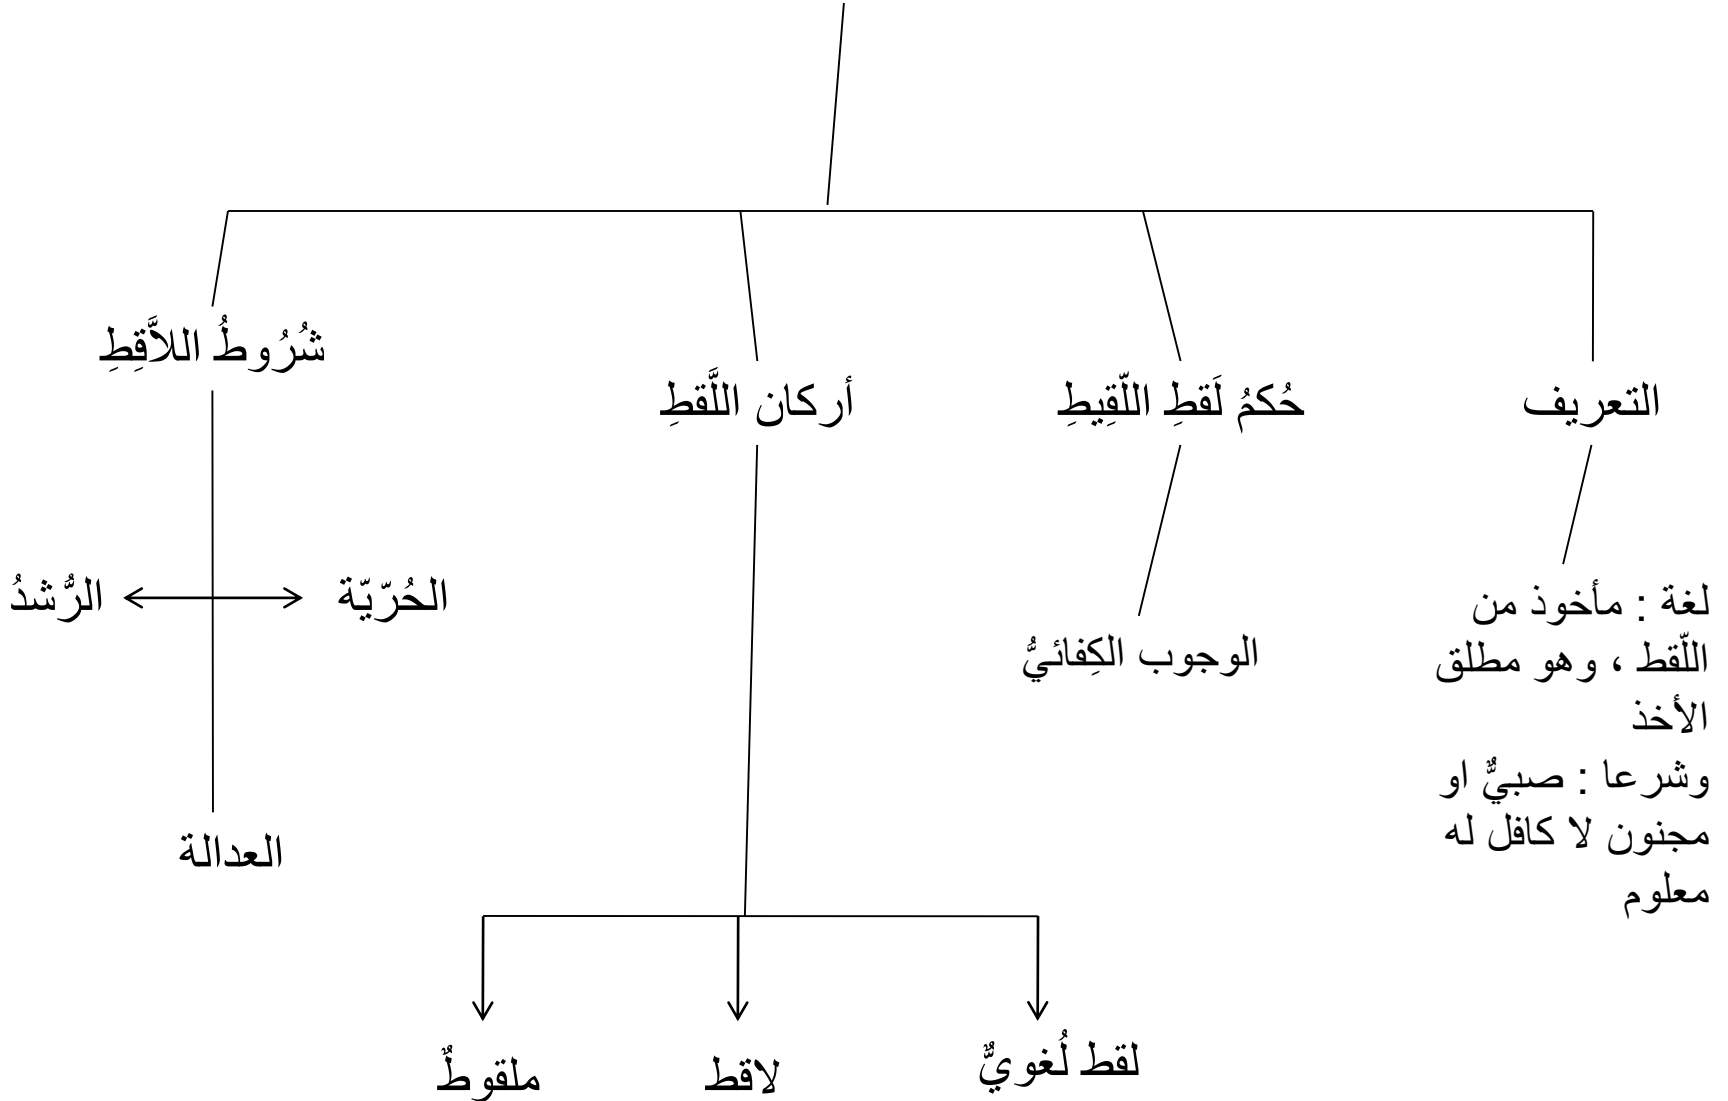 التعريف
حُكمُ لَقطِ اللّقِيطِ
أركان اللَّقطِ
شُرُوطُ اللاَّقِطِ
لغة : مأخوذ من
اللّقط ، وهو مطلق
الأخذ
وشرعا : صبيٌّ او
مجنون لا كافل له
معلوم
الوجوب الكِفائيُّ
لقط لُغويٌّ
لاقط
ملقوطٌ
الحُرّيّة
الرُّشدُ
العدالة